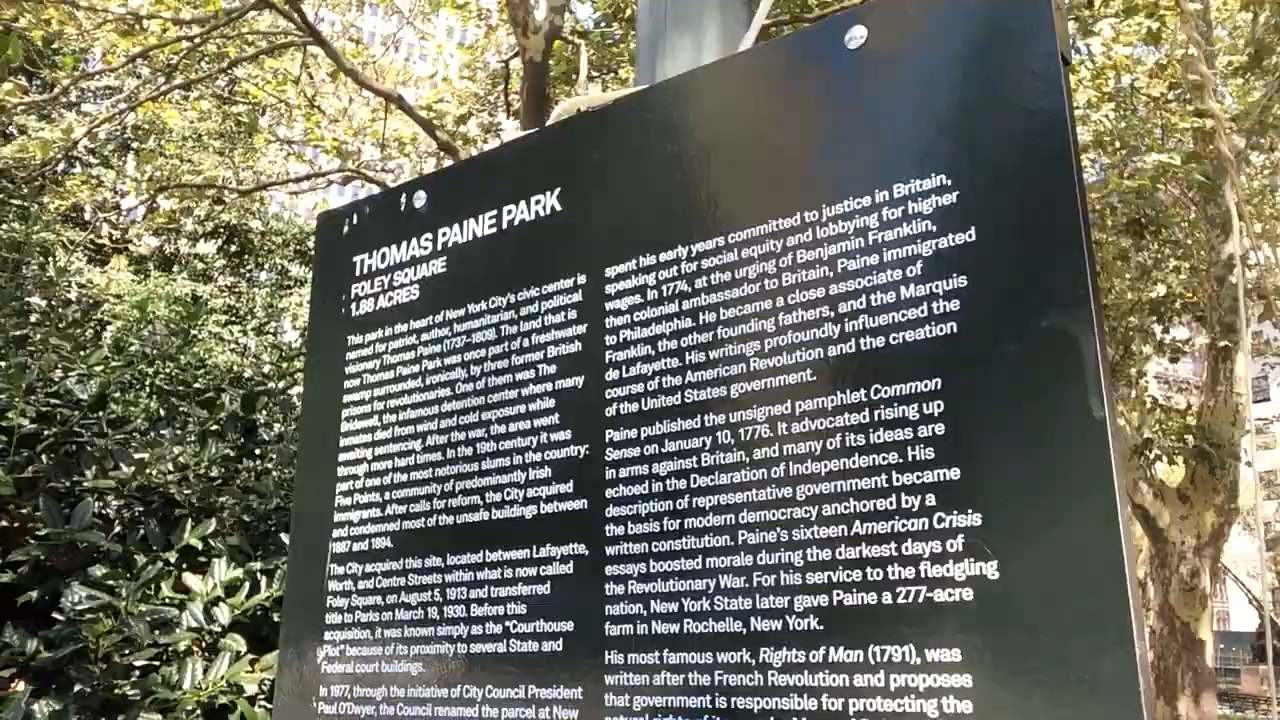 THOMAS PAINE PARK
FOLEY SQUARE
1.88 ACRES
This park in the heart of New York City's civic center is
named for patriot, author, humanitarian, and political
visionary Thomas Paine (1737–1809). The land that is
now Thomas Paine Park was once part of a freshwater
swamp surrounded, ironically, by three former British
prisons for revolutionaries. One of them was The
Bridewell, the infamous detention center where many
inmates died from wind and cold exposure while
awaiting sentencing. After the war, the area went
through more hard times. In the 19th century it was
part of one of the most notorious slums in the country:
Five Points, a community of predominantly Irish
immigrants. After calls for reform, the City acquired
and condemned most of the unsafe buildings between
1887 and 1894.
The City acquired this site, located between Lafayette,
Worth, and Centre Streets within what is now called
Foley Square, on August 5, 1913 and transferred
title to Parks on March 19, 1930. Before this
acquisition, it was known simply as the "Courthouse
Plot" because of its proximity to several State and
Federal court buildings.
In 1977, through the initiative of City Council President
Paul O'Dwyer, the Council renamed the parcel at New
spent his early years committed to justice in Britain,
speaking out for social equity and lobbying for higher
wages. In 1774, at the urging of Benjamin Franklin,
then colonial ambassador to Britain, Paine immigrated
to Philadelphia. He became a close associate of
Franklin, the other founding fathers, and the Marquis
de Lafayette. His writings profoundly influenced the
course of the American Revolution and the creation
of the United States government.
Paine published the unsigned pamphlet Common
Sense on January 10, 1776. It advocated rising up
in arms against Britain, and many of its ideas are
echoed in the Declaration of Independence. His
description of representative government became
the basis for modern democracy anchored by a
written constitution. Paine's sixteen American Crisis
essays boosted morale during the darkest days of
the Revolutionary War. For his service to the fledgling
nation, New York State later gave Paine a 277-acre
farm in New Rochelle, New York.
His most famous work, Rights of Man (1791), was
written after the French Revolution and proposes
that government is responsible for protecting the